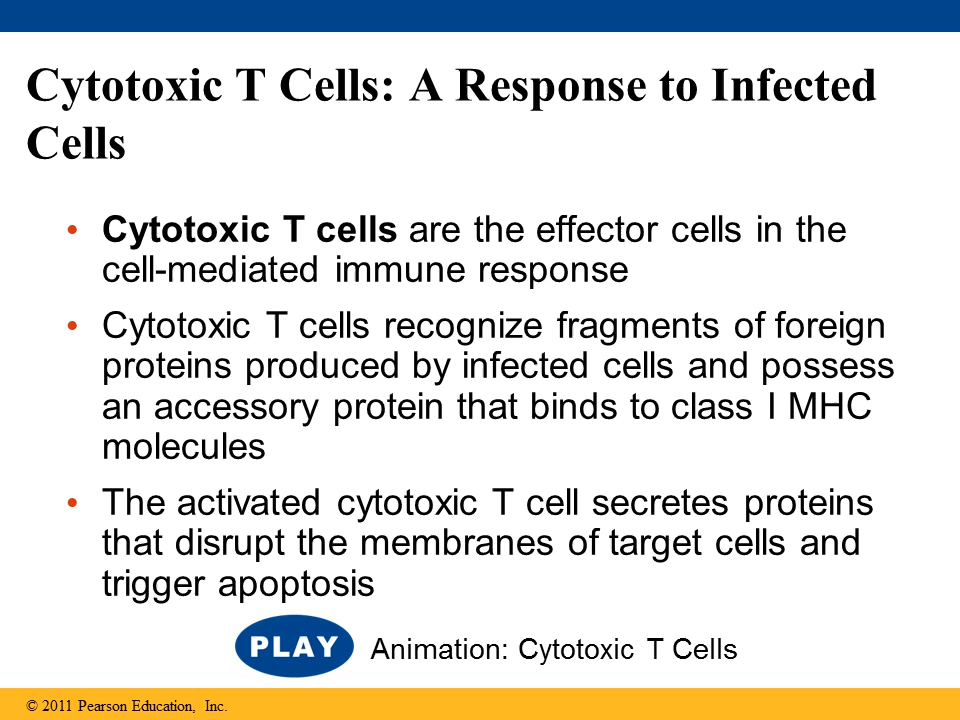 Cytotoxic T Cells: A Response to Infected
Cells
• Cytotoxic T cells are the effector cells in the
cell-mediated immune response
• Cytotoxic T cells recognize fragments of foreign
proteins produced by infected cells and possess
an accessory protein that binds to class I MHC
molecules
• The activated cytotoxic T cell secretes proteins
that disrupt the membranes of target cells and
trigger apoptosis
PLAY Animation: Cytotoxic T Cells
© 2011 Pearson Education, Inc.